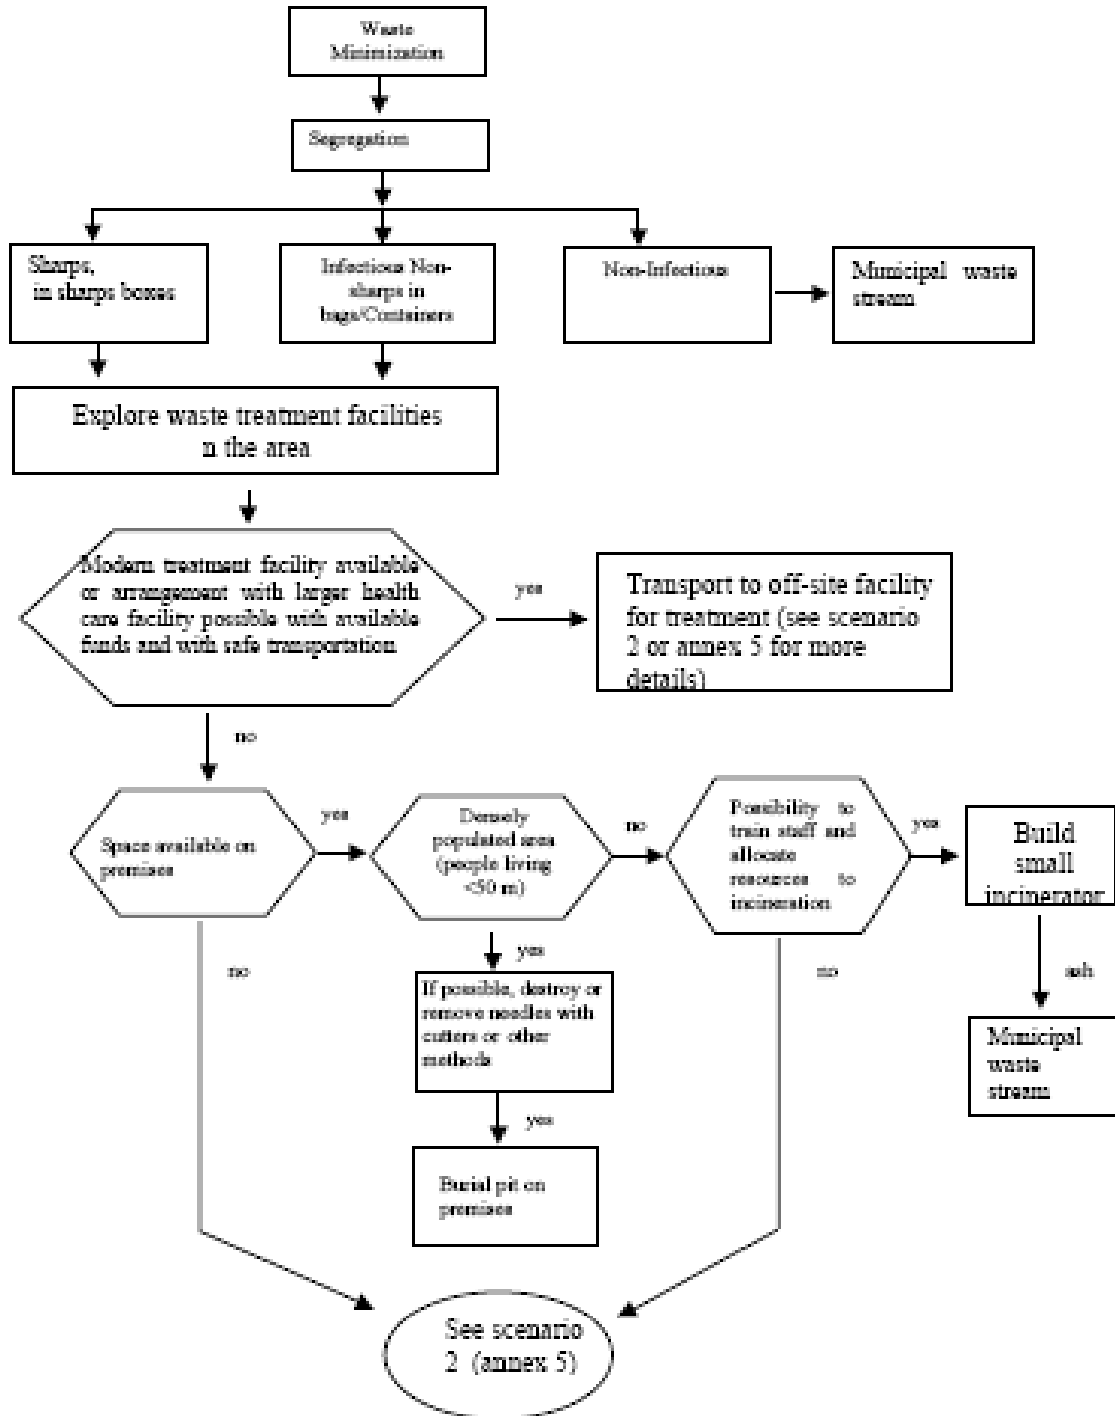 Waste
Minimization
Segregation
Sharps,
in sharps boxes
Infectious Non-
sharps in
bags/Containers
Non-Infectious
Municipal waste
stream
Explore waste treatment facilities
n the area
Modern treatment facility available
or arrangement with larger health
care facility possible with available
funds and with safe transportation
yes
Transport to off-site facility
for treatment (see scenario
2 or annex 5 for more
details)
no
Space available on
premises
yes
Densely
populated area
(people living
<50 m)
no
Possibility to
train staff and
allocate
resources to
incineration
yes
Build
small
incinerator
no
yes
no
ash
If possible, destroy or
remove needles with
cutters or other
methods
Municipal
waste
stream
yes
Burial pit on
premises
See scenario
2 (annex 5)